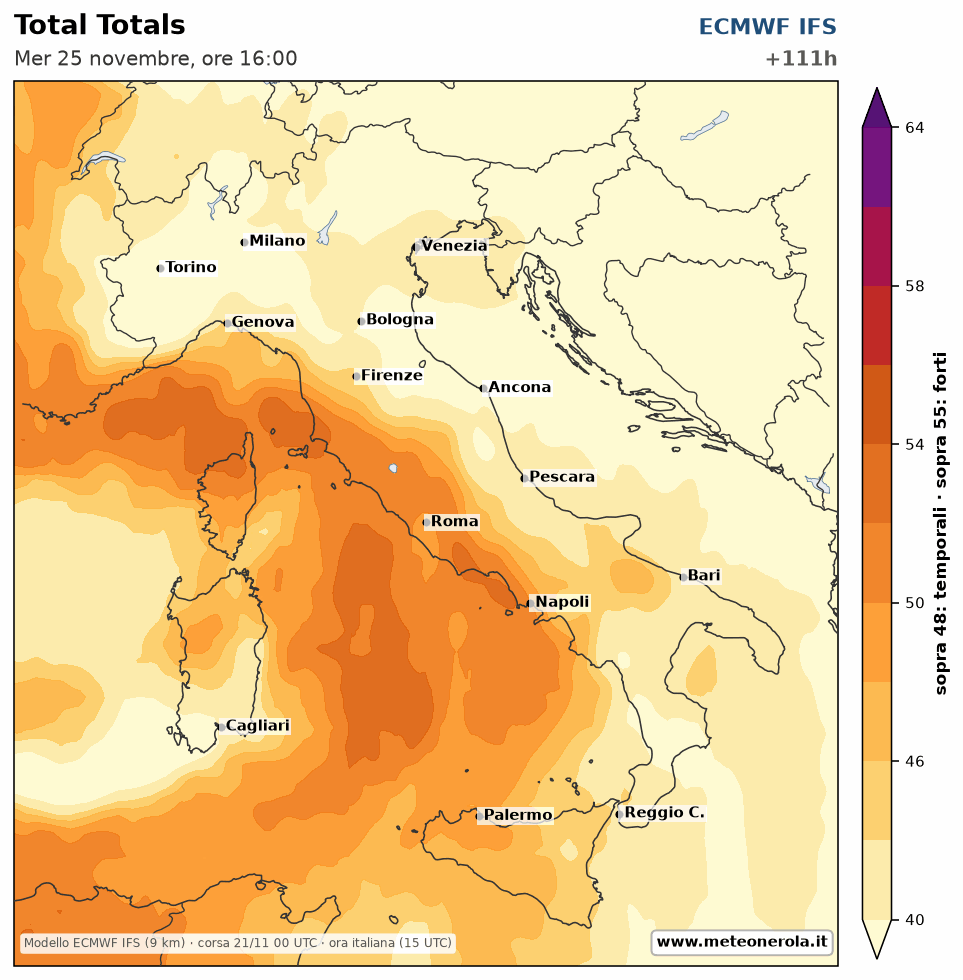 Total Totals
ECMWF IFS
Mer 25 novembre, ore 16:00
+111h
Milano
Venezia
Torino
Genova
Bologna
Firenze
Ancona
Pescara
Roma
Bari
Napoli
Cagliari
Palermo
Reggio C.
64
58
54
50
46
40
sopra 48: temporali · sopra 55: forti
Modello ECMWF IFS (9 km) · corsa 21/11 00 UTC · ora italiana (15 UTC)
www.meteonerola.it